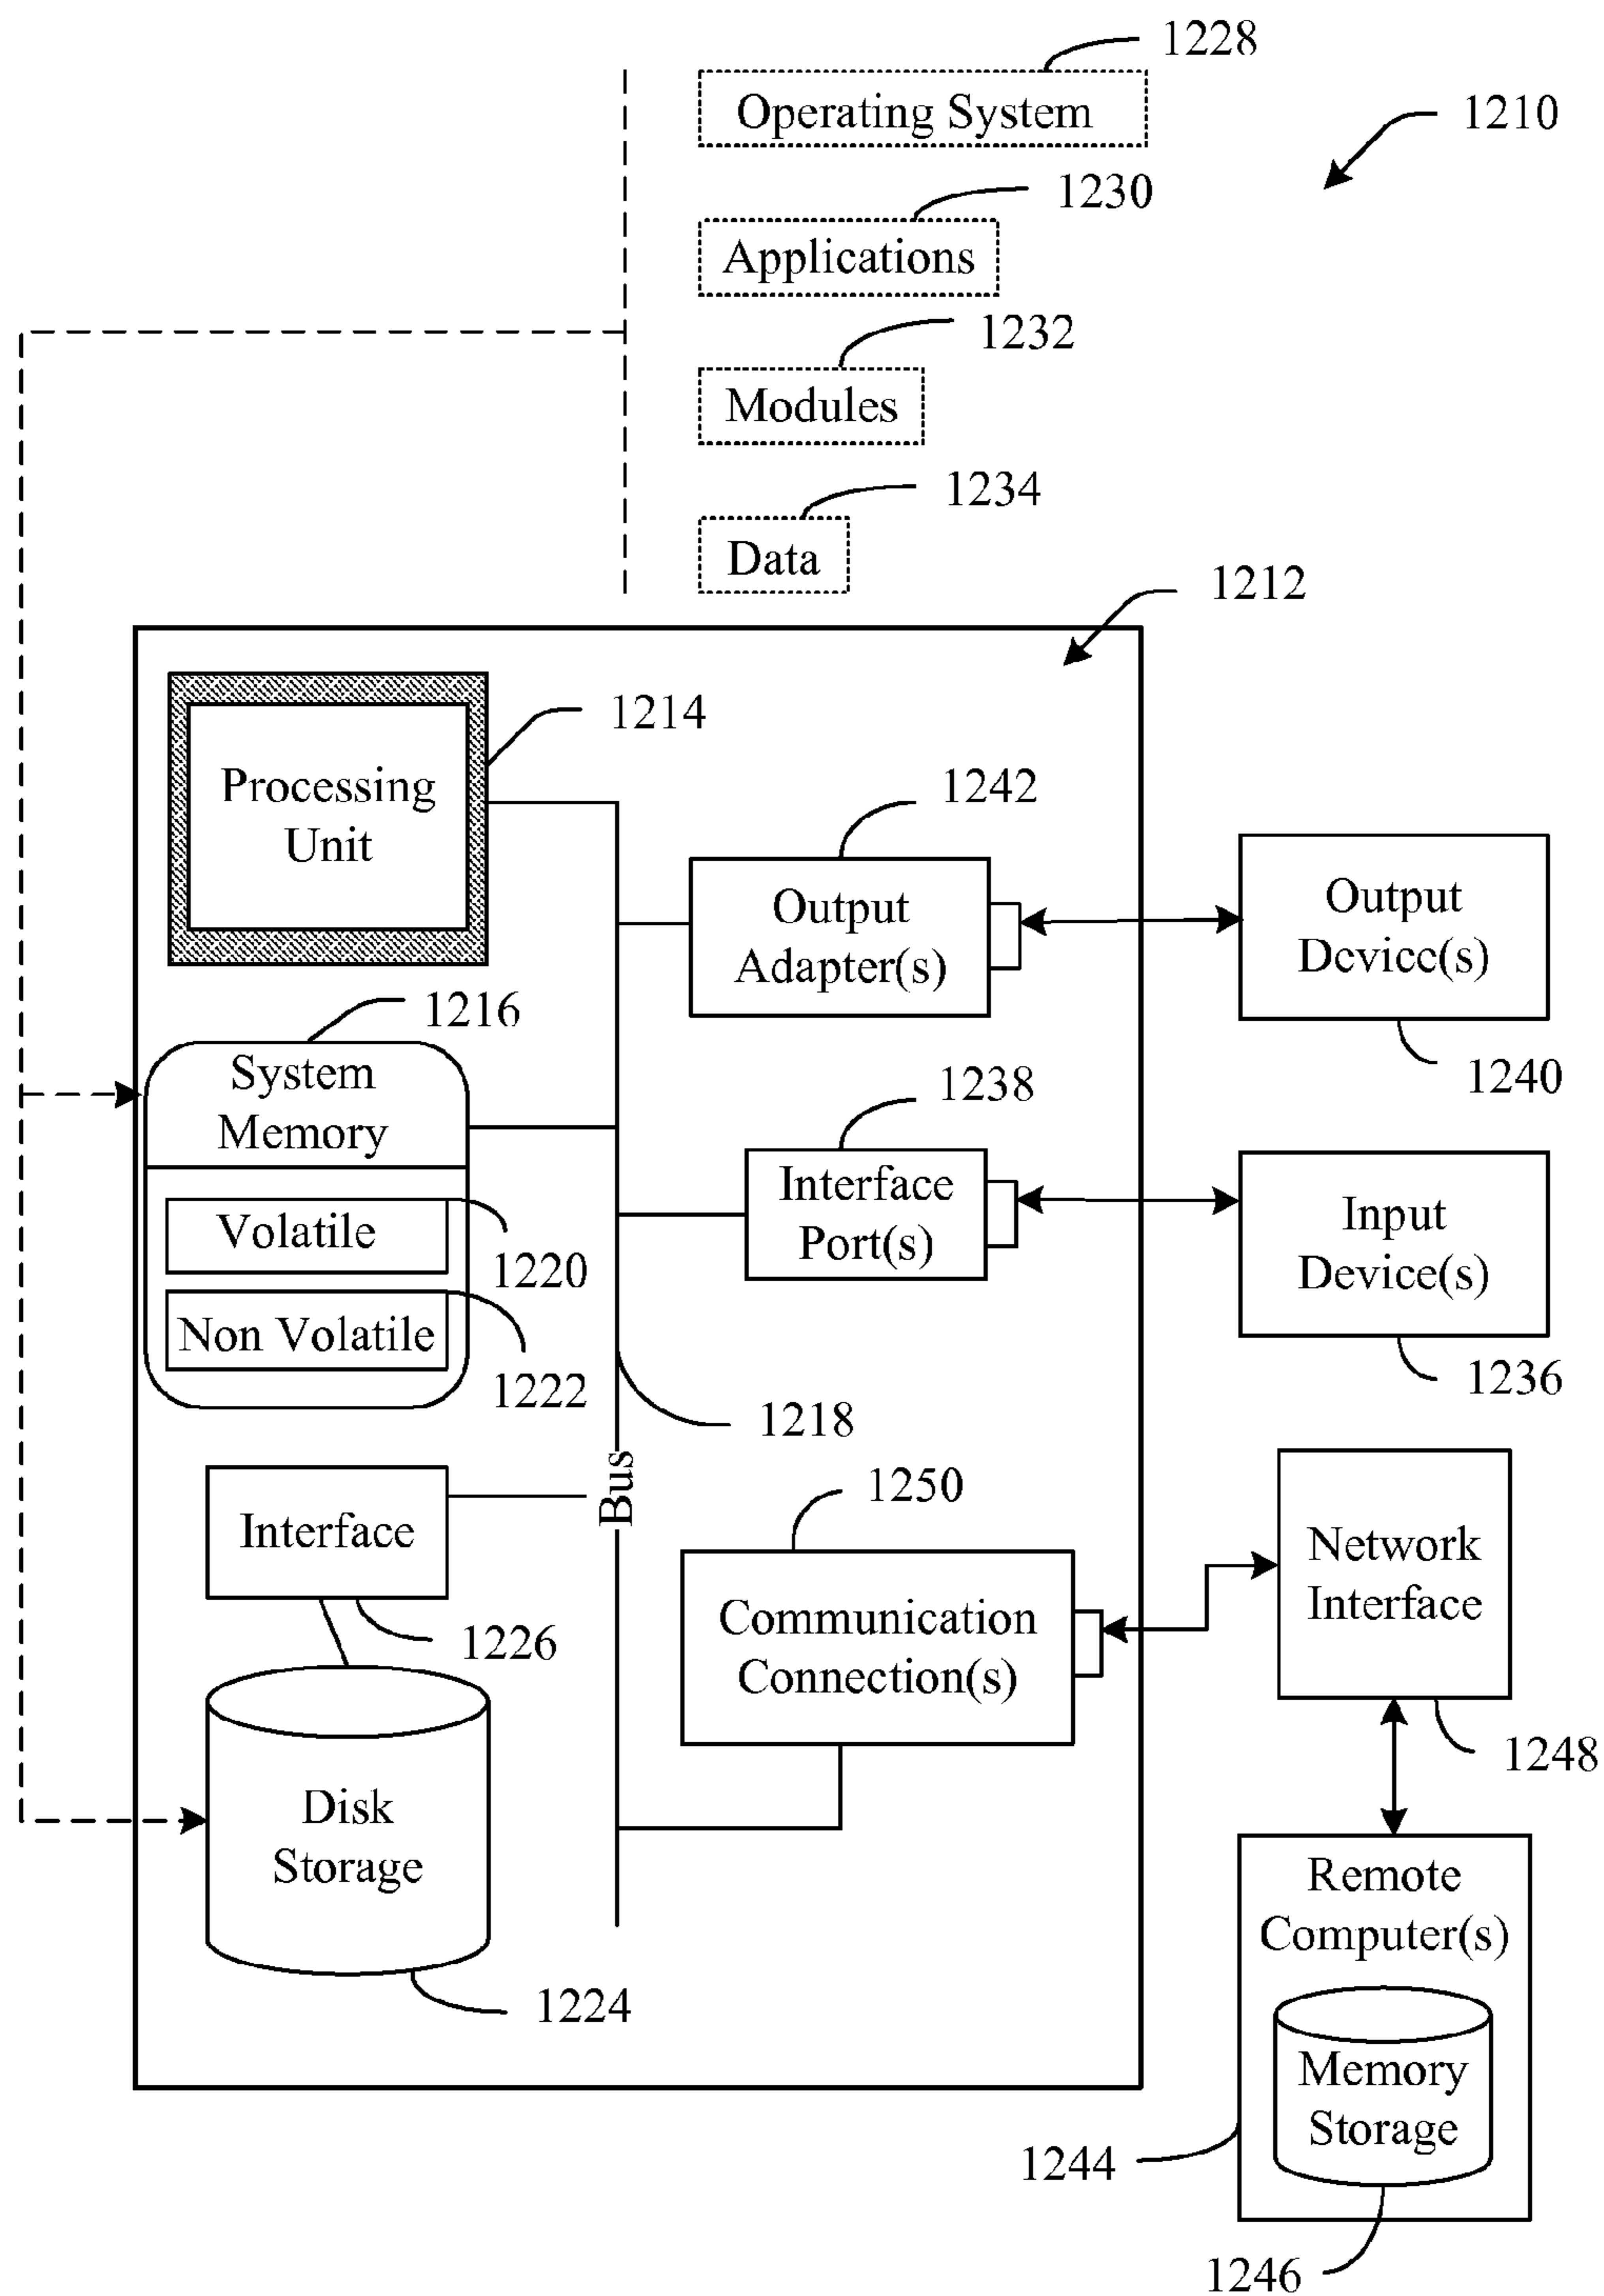 1228
Operating System
1210
1230
Applications
1232
Modules
1234
Data
1212
1214
Processing
Unit
1242
Output
Adapter(s)
Output
Device(s)
1240
1216
System
Memory
1238
Interface
Port(s)
Input
Device(s)
1236
Volatile
1220
Non Volatile
1222
1218
Bus
Interface
1226
1250
Communication
Connection(s)
Network
Interface
1248
Disk
Storage
1224
Remote
Computer(s)
Memory
Storage
1244
1246